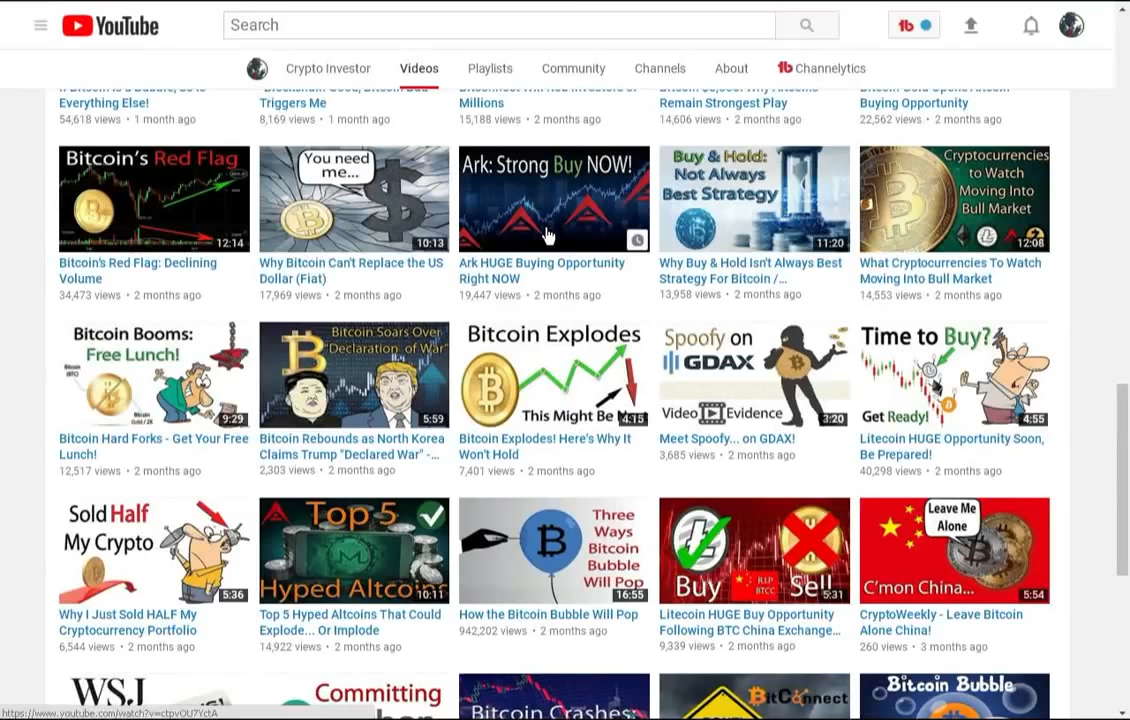 YouTube
Search
Crypto Investor
Videos
Playlists
Community
Channels
About
tb Channelytics
Everything Else!
54,618 views • 1 month ago
Triggers Me
8,169 views • 1 month ago
Millions
15,188 views • 2 months ago
Remain Strongest Play
14,606 views • 2 months ago
Buying Opportunity
22,562 views • 2 months ago
Bitcoin's Red Flag
12:14
You need
me...
10:13
Ark: Strong Buy NOW!
Buy & Hold:
Not Always
Best Strategy
11:20
Cryptocurrencies
to Watch
Moving Into
Bull Market
12:08
Bitcoin's Red Flag: Declining
Volume
34,473 views • 2 months ago
Why Bitcoin Can't Replace the US
Dollar (Fiat)
17,969 views • 2 months ago
Ark HUGE Buying Opportunity
Right NOW
19,447 views • 2 months ago
Why Buy & Hold Isn't Always Best
Strategy For Bitcoin /...
13,958 views • 2 months ago
What Cryptocurrencies To Watch
Moving Into Bull Market
14,553 views • 2 months ago
Bitcoin Booms:
Free Lunch!
9:29
Bitcoin Soars Over
"Declaration of War"
5:59
Bitcoin Explodes
This Might Be
4:15
Spoofy on
GDAX
Video Evidence
3:20
Time to Buy?
Get Ready!
4:55
Bitcoin Hard Forks - Get Your Free
Lunch!
12,517 views • 2 months ago
Bitcoin Rebounds as North Korea
Claims Trump "Declared War" -...
2,303 views • 2 months ago
Bitcoin Explodes! Here's Why It
Won't Hold
7,401 views • 2 months ago
Meet Spoofy... on GDAX!
3,685 views • 2 months ago
Litecoin HUGE Opportunity Soon,
Be Prepared!
40,298 views • 2 months ago
Sold Half
My Crypto
5:36
Top 5
Hyped Altcoins
10:11
Three
Ways
Bitcoin
Bubble
Will Pop
16:55
Buy
RIP
BTCC
Sell
5:31
Leave Me
Alone
C'mon China...
5:54
Why I Just Sold HALF My
Cryptocurrency Portfolio
6,544 views • 2 months ago
Top 5 Hyped Altcoins That Could
Explode... Or Implode
14,922 views • 2 months ago
How the Bitcoin Bubble Will Pop
942,202 views • 2 months ago
Litecoin HUGE Buy Opportunity
Following BTC China Exchange...
9,339 views • 2 months ago
CryptoWeekly - Leave Bitcoin
Alone China!
260 views • 3 months ago
WSJ
Committing
Bitcoin Crashes:
BitConnect
Bitcoin Bubble
https://www.youtube.com/watch?v=ctpvOU7YctA